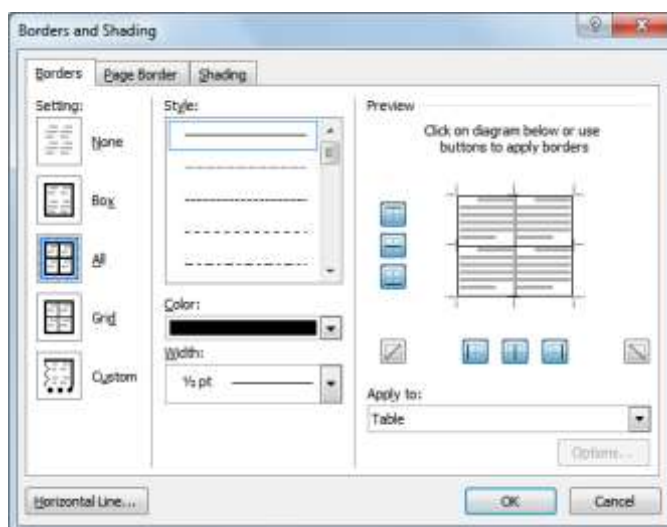 Borders and Shading
Borders Page Border Shading
Setting:
None
Box
All
Grid
Custom
Style:
Color:
Width:
½ pt
Preview
Click on diagram below or use
buttons to apply borders
Apply to:
Table
Options...
Horizontal Line...
OK
Cancel